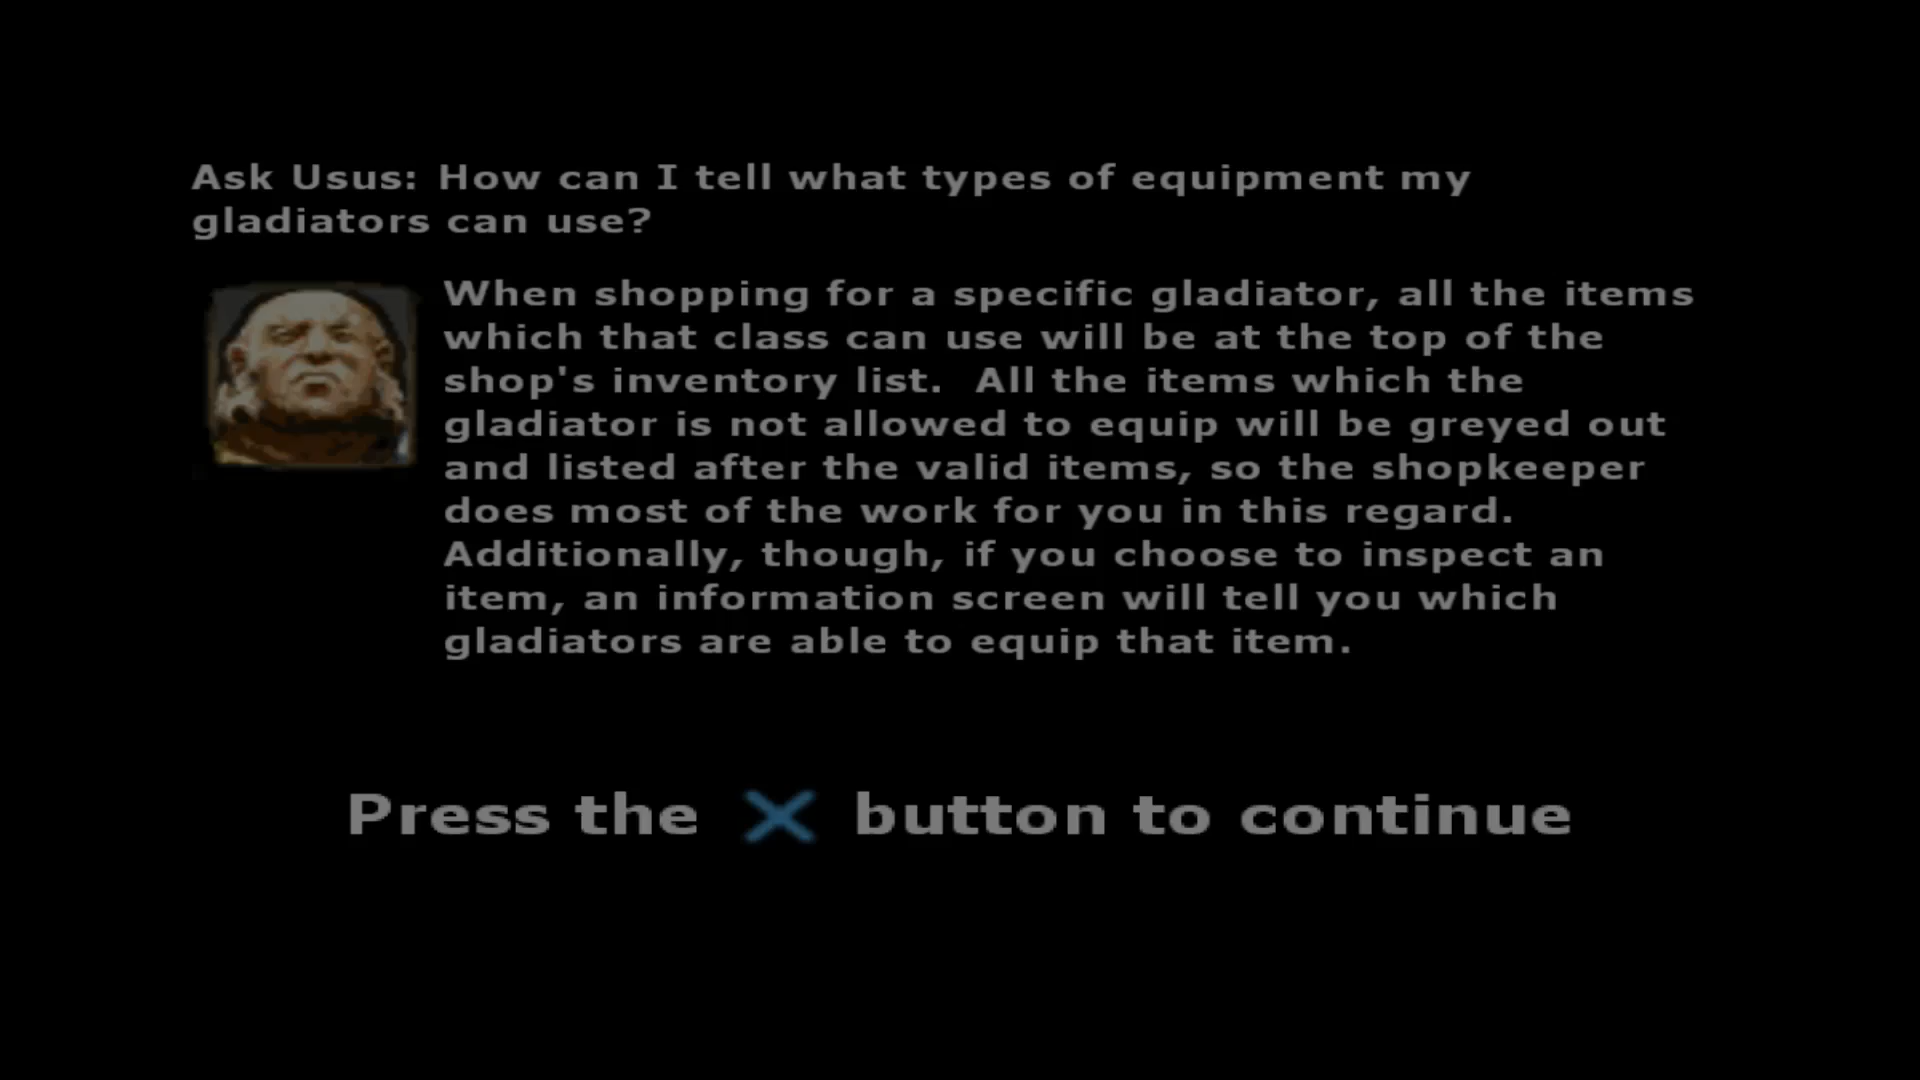 Ask Usus: How can I tell what types of equipment my
gladiators can use?
When shopping for a specific gladiator, all the items
which that class can use will be at the top of the
shop's inventory list.  All the items which the
gladiator is not allowed to equip will be greyed out
and listed after the valid items, so the shopkeeper
does most of the work for you in this regard.
Additionally, though, if you choose to inspect an
item, an information screen will tell you which
gladiators are able to equip that item.
Press the X button to continue